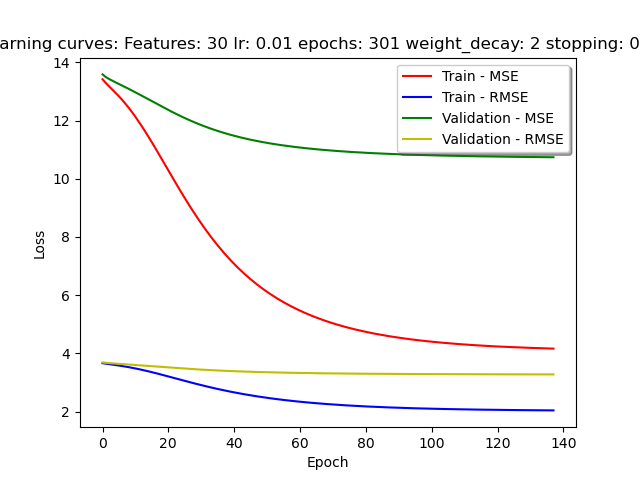 arning curves: Features: 30 lr: 0.01 epochs: 301 weight_decay: 2 stopping: 0
Train - MSE
Train - RMSE
Validation - MSE
Validation - RMSE
14
12
10
8
6
4
2
Loss
0 20 40 60 80 100 120 140
Epoch